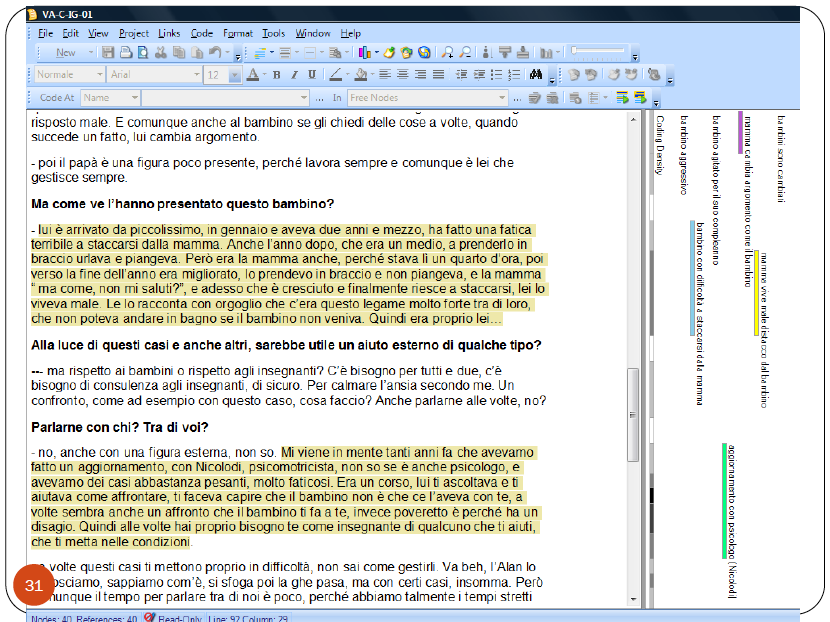 VA-C-IG-01
File Edit View Project Links Code Format Tools Window Help
New
Normale Arial 12 A B I U
Code At Name ... In Free Nodes ...
risposto male. E comunque anche al bambino se gli chiedi delle cose a volte, quando
succede un fatto, lui cambia argomento.
- poi il papà è una figura poco presente, perché lavora sempre e comunque è lei che
gestisce sempre.
Ma come ve l'hanno presentato questo bambino?
- lui è arrivato da piccolissimo, in gennaio e aveva due anni e mezzo, ha fatto una fatica
terribile a staccarsi dalla mamma. Anche l'anno dopo, che era un medio, a prenderlo in
braccio urlava e piangeva. Però era la mamma anche, perché stava lì un quarto d'ora, poi
verso la fine dell'anno era migliorato, lo prendevo in braccio e non piangeva, e la mamma
“ma come, non mi saluti?”, e adesso che è cresciuto e finalmente riesce a staccarsi, lei lo
viveva male. Le lo racconta con orgoglio che c'era questo legame molto forte tra di loro,
che non poteva andare in bagno se il bambino non veniva. Quindi era proprio lei...
Alla luce di questi casi e anche altri, sarebbe utile un aiuto esterno di qualche tipo?
--- ma rispetto ai bambini o rispetto agli insegnanti? C'è bisogno per tutti e due, c'è
bisogno di consulenza agli insegnanti, di sicuro. Per calmare l'ansia secondo me. Un
confronto, come ad esempio con questo caso, cosa faccio? Anche parlarne alle volte, no?
Parlarne con chi? Tra di voi?
- no, anche con una figura esterna, non so. Mi viene in mente tanti anni fa che avevamo
fatto un aggiornamento, con Nicolodi, psicomotricista, non so se è anche psicologo, e
avevamo dei casi abbastanza pesanti, molto faticosi. Era un corso, lui ti ascoltava e ti
aiutava come affrontare, ti faceva capire che il bambino non è che ce l'aveva con te, a
volte sembra anche un affronto che il bambino ti fa a te, invece poveretto è perché ha un
disagio. Quindi alle volte hai proprio bisogno te come insegnante di qualcuno che ti aiuti,
che ti metta nelle condizioni.
volte questi casi ti mettono proprio in difficoltà, non sai come gestirli. Va beh, l'Alan lo
osciamo, sappiamo com'è, si sfoga poi la ghe pasa, ma con certi casi, insomma. Però
unque il tempo per parlare tra di noi è poco, perché abbiamo talmente i tempi stretti
31
Nodes: 40 References: 40 Read-Only Line: 97 Column: 29
Coding Density
bambino aggressivo
bambino con difficoltà a staccarsi dalla mamma
bambino agitato per il suo compleanno
aggiornamento con psicologo (Nicolodi)
mamma cambia argomento come il bambino
mamma vive male distacco dal bambino
bambini sono cambiati